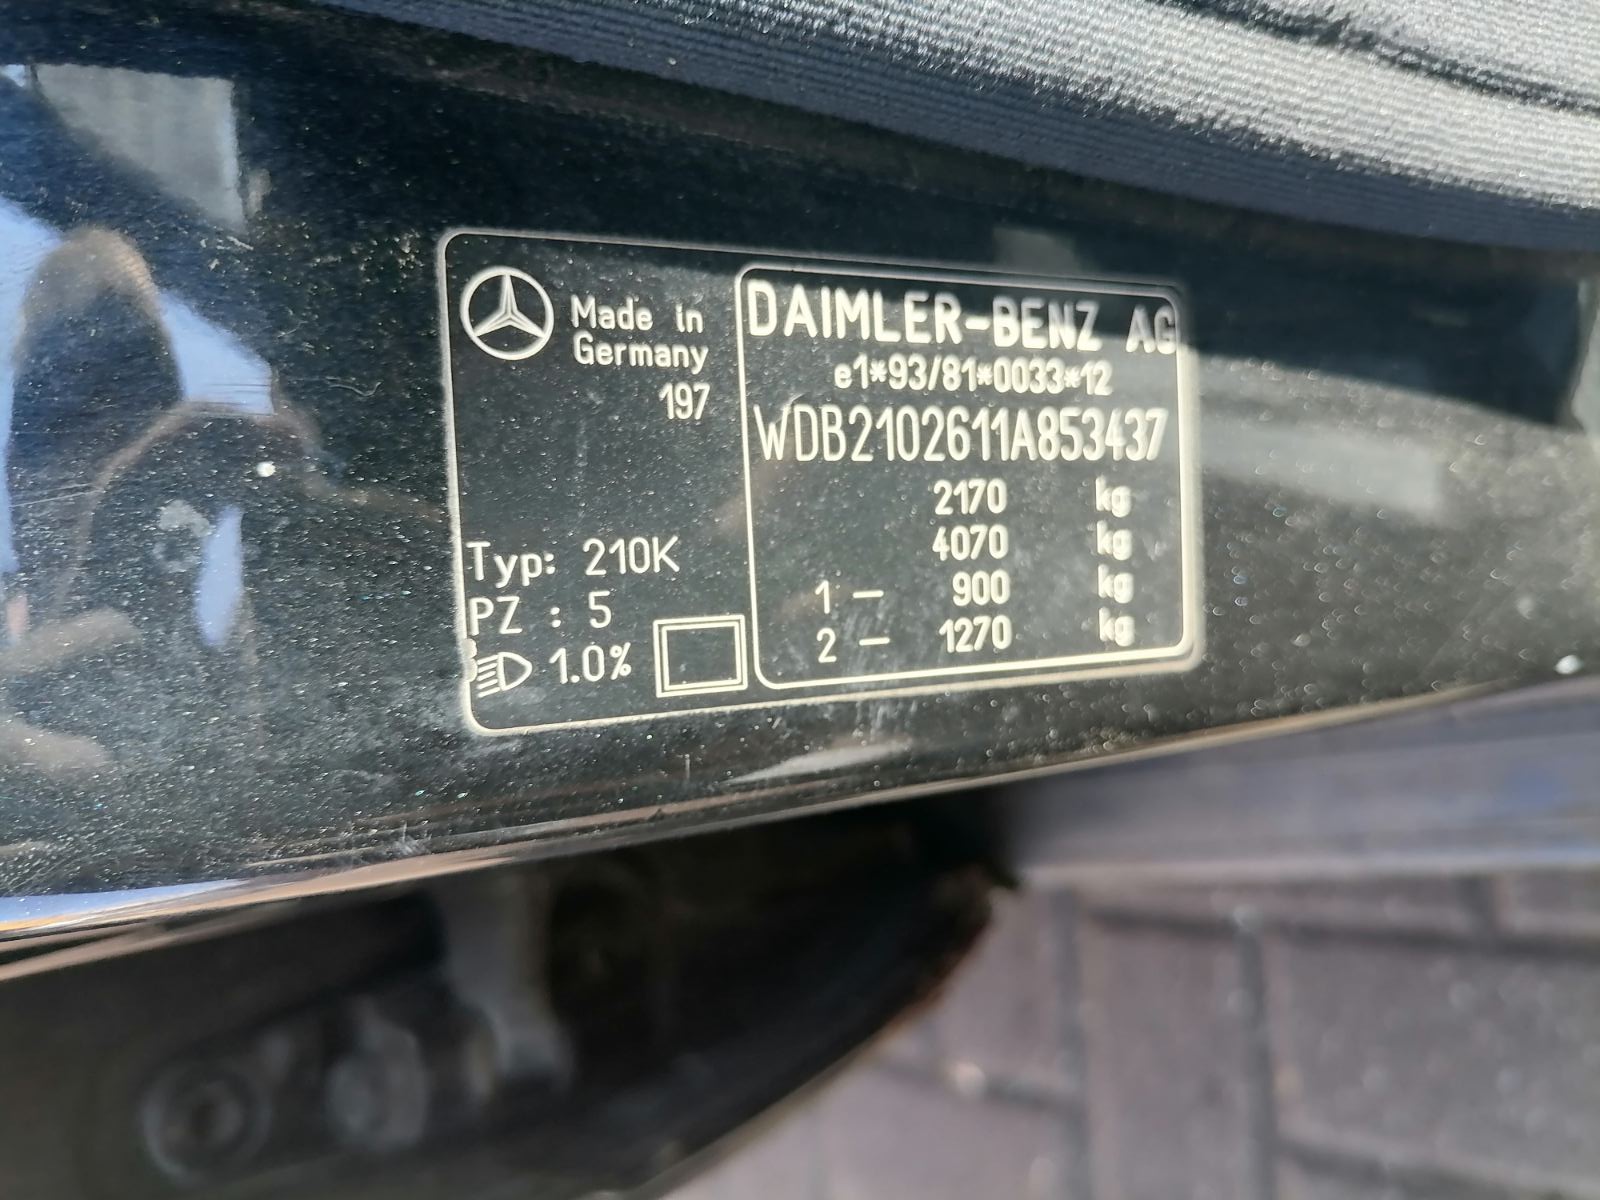 Made in
Germany
197
Typ: 210K
PZ : 5
1.0%
DAIMLER-BENZ AG
e1*93/81*0033*12
WDB2102611A853437
2170 kg
4070 kg
1 – 900 kg
2 – 1270 kg